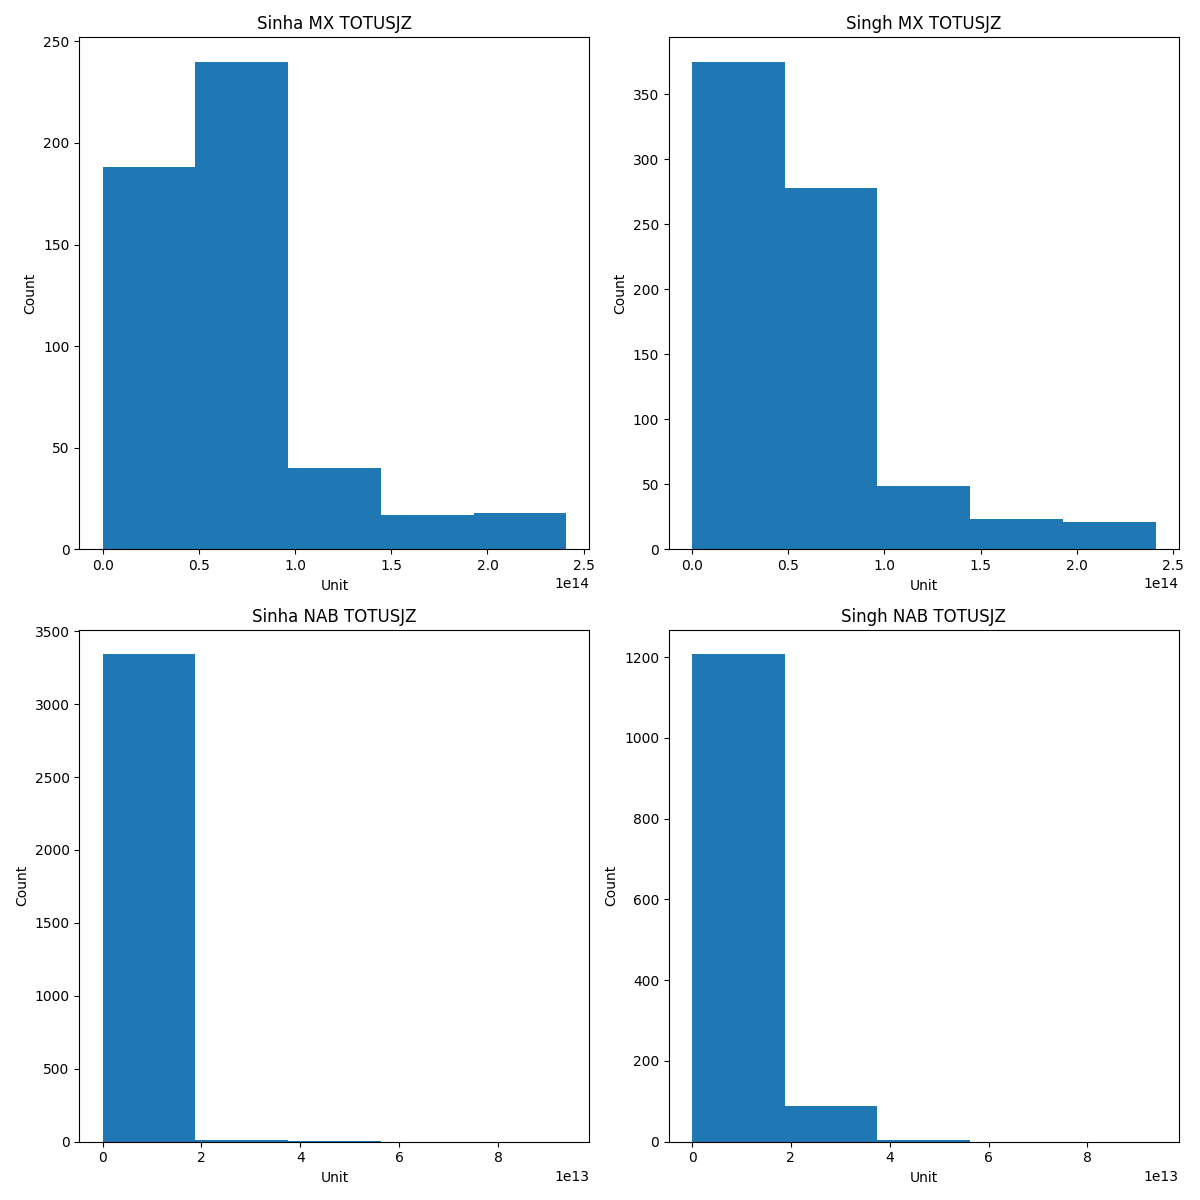 Sinha MX TOTUSJZ
250
200
150
100
50
0
Count
0.0 0.5 1.0 1.5 2.0 2.5
1e14
Unit
Singh MX TOTUSJZ
350
300
250
200
150
100
50
0
Count
0.0 0.5 1.0 1.5 2.0 2.5
1e14
Unit
Sinha NAB TOTUSJZ
3500
3000
2500
2000
1500
1000
500
0
Count
0 2 4 6 8
1e13
Unit
Singh NAB TOTUSJZ
1200
1000
800
600
400
200
0
Count
0 2 4 6 8
1e13
Unit